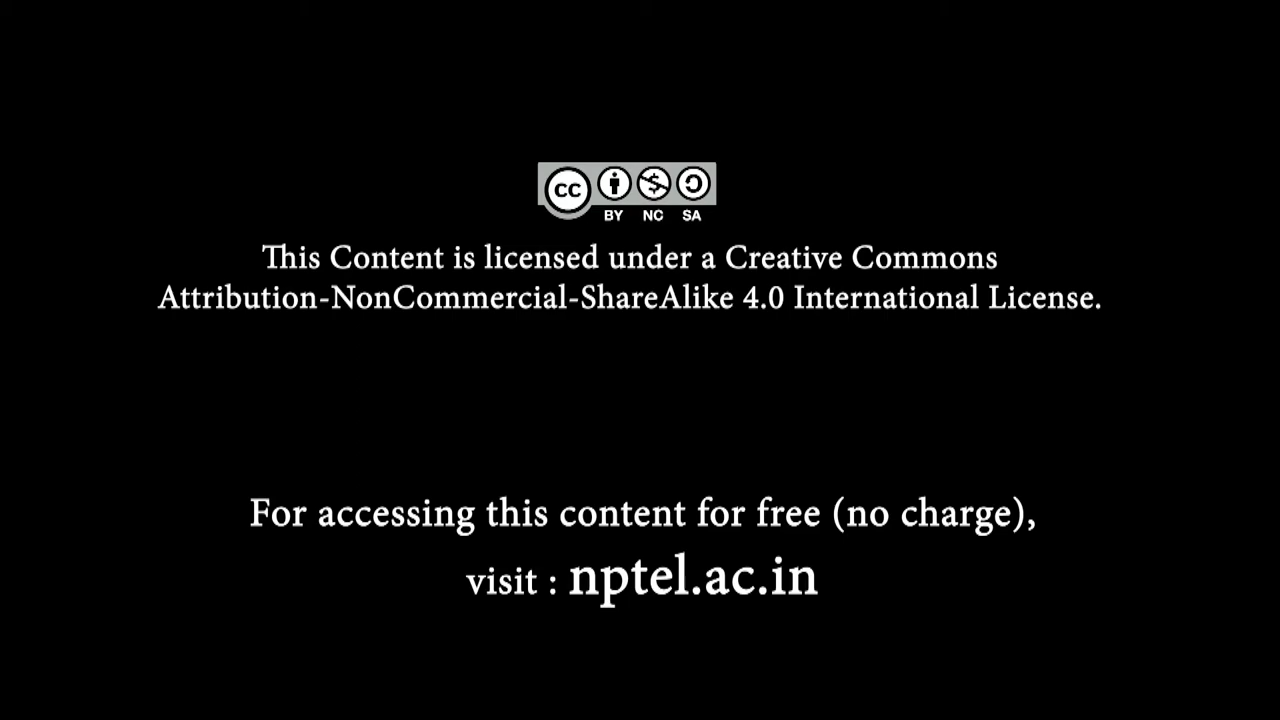 cc
BY NC SA
This Content is licensed under a Creative Commons
Attribution-NonCommercial-ShareAlike 4.0 International License.
For accessing this content for free (no charge),
visit : nptel.ac.in